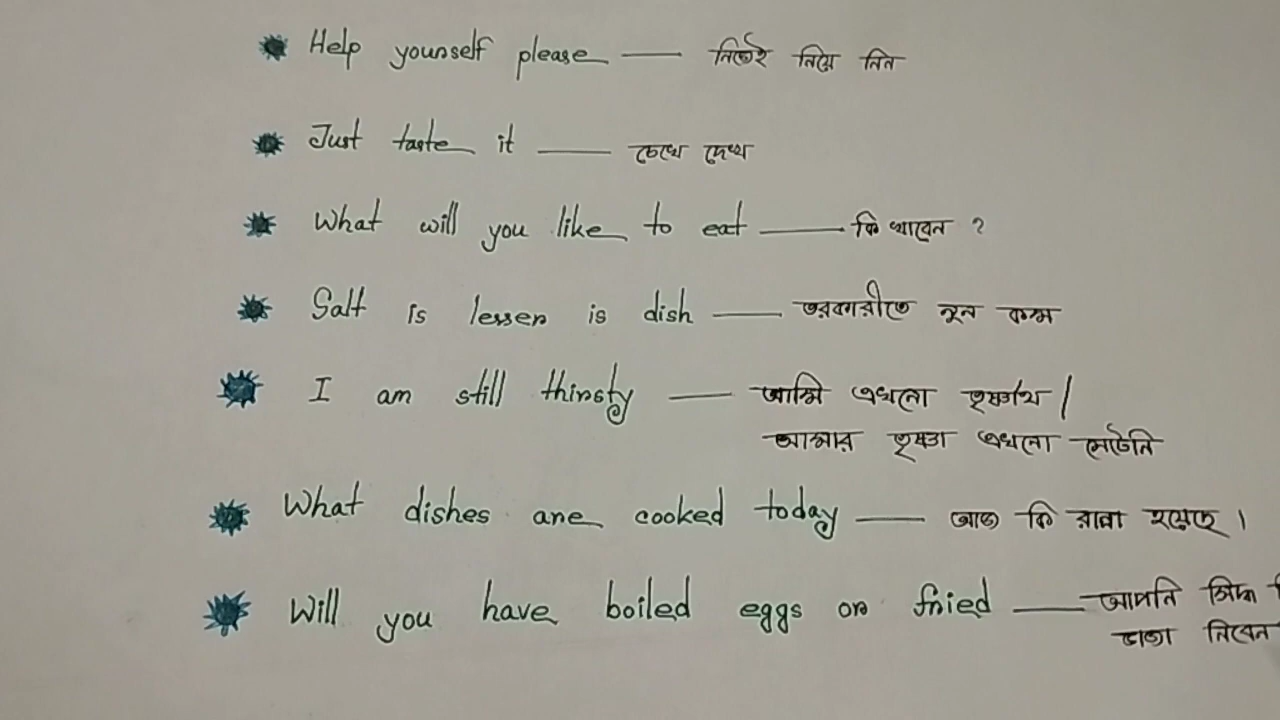 Help yourself please — নিজেই নিয়ে নিন
Just taste it — চেখে দেখ
What will you like to eat — কি খাবেন ?
Salt is lesser is dish — তরকারীতে নুন কম
I am still thirsty — আমি এখনো তৃষ্ণার্থ /
আমার তৃষ্ণা এখনো মেটেনি
What dishes are cooked today — আজ কি রান্না হয়েছে ।
Will you have boiled eggs or fried — আপনি সিদ্ধ
ভাজা নিবেন